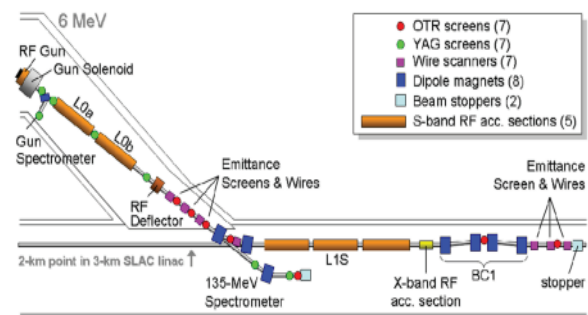 6 MeV
RF Gun
Gun Solenoid
L0a
L0b
Gun
Spectrometer
RF
Deflector
Emittance
Screens & Wires
2-km point in 3-km SLAC linac ↑
135-MeV
Spectrometer
L1S
X-band RF
acc. section
BC1
Emittance
Screen & Wires
stopper
OTR screens (7)
YAG screens (7)
Wire scanners (7)
Dipole magnets (8)
Beam stoppers (2)
S-band RF acc. sections (5)